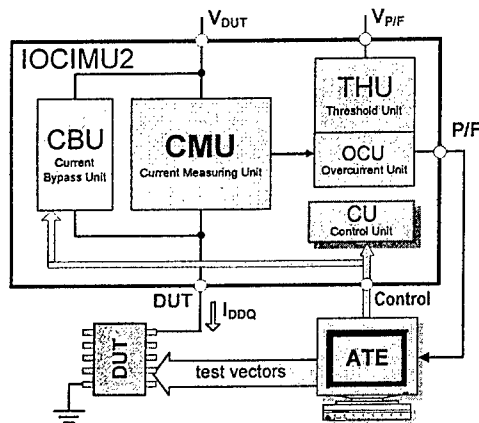 V_DUT
V_P/F
IOCIMU2
THU
Threshold Unit
CBU
Current
Bypass Unit
CMU
Current Measuring Unit
P/F
OCU
Overcurrent Unit
CU
Control Unit
DUT
I_DDQ
Control
DUT
test vectors
ATE